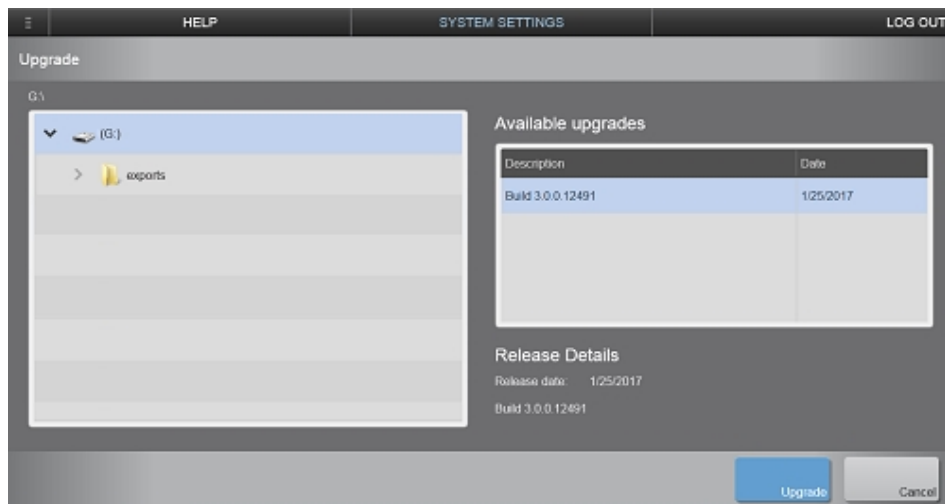 HELP SYSTEM SETTINGS LOG OUT
Upgrade
G:\
(G:)
exports
Available upgrades
Description Date
Build 3.0.0.12491 1/25/2017
Release Details
Release date: 1/25/2017
Build 3.0.0.12491
Upgrade Cancel